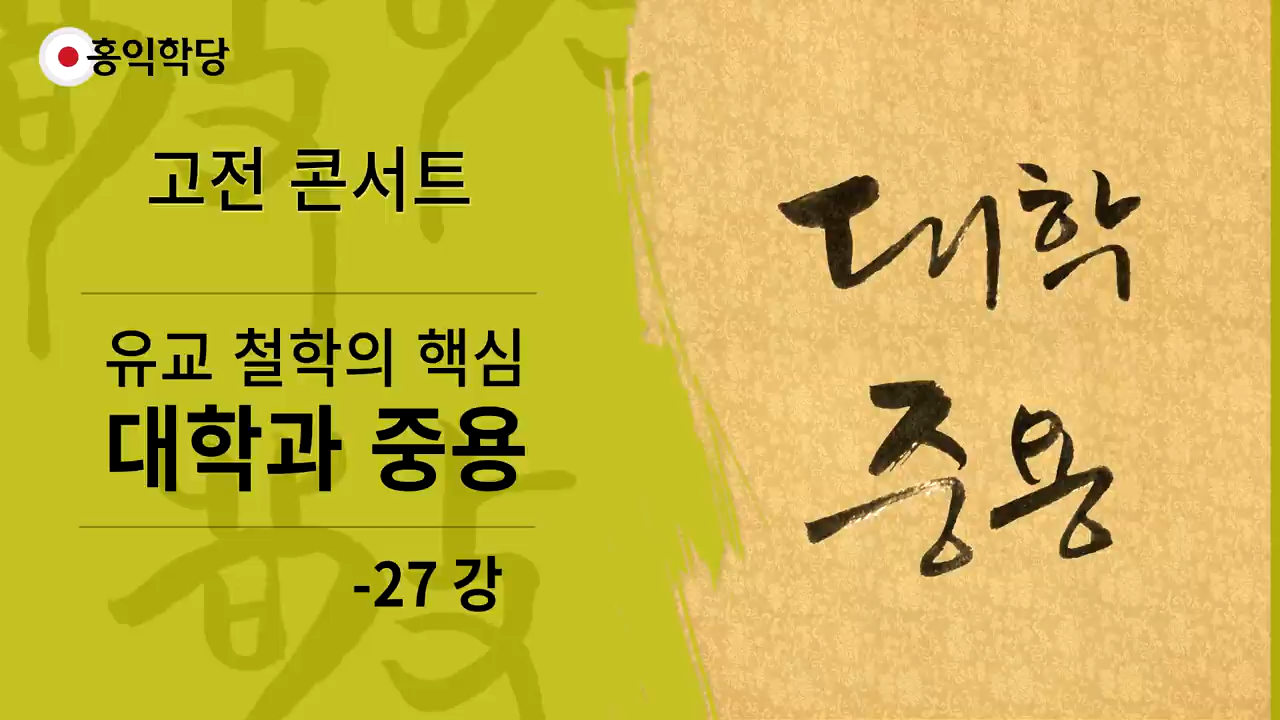 홍익학당
고전 콘서트
유교 철학의 핵심
대학과 중용
-27 강
대학
중용